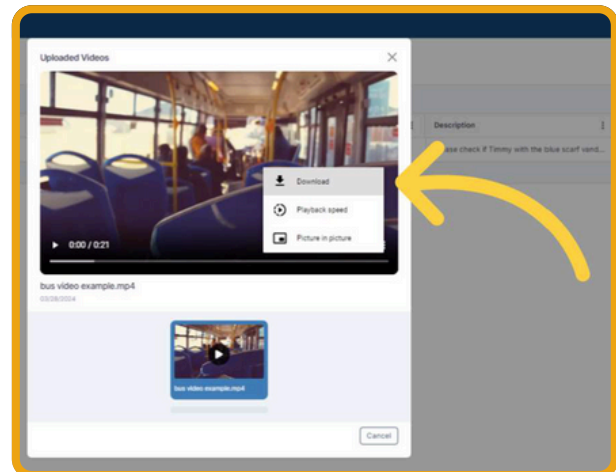 Uploaded Videos
Description
ase check if Timmy with the blue scarf vand...
Download
Playback speed
Picture in picture
0:00 / 0:21
bus video example.mp4
03/28/2024
bus video example.mp4
Cancel